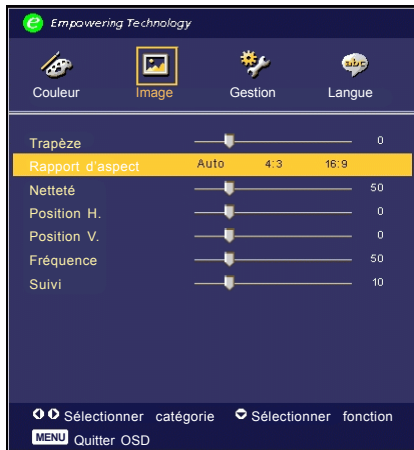 e Empowering Technology
Couleur Image Gestion Langue
Trapèze 0
Rapport d'aspect Auto 4:3 16:9
Netteté 50
Position H. 0
Position V. 0
Fréquence 50
Suivi 10
Sélectionner catégorie Sélectionner fonction
MENU Quitter OSD